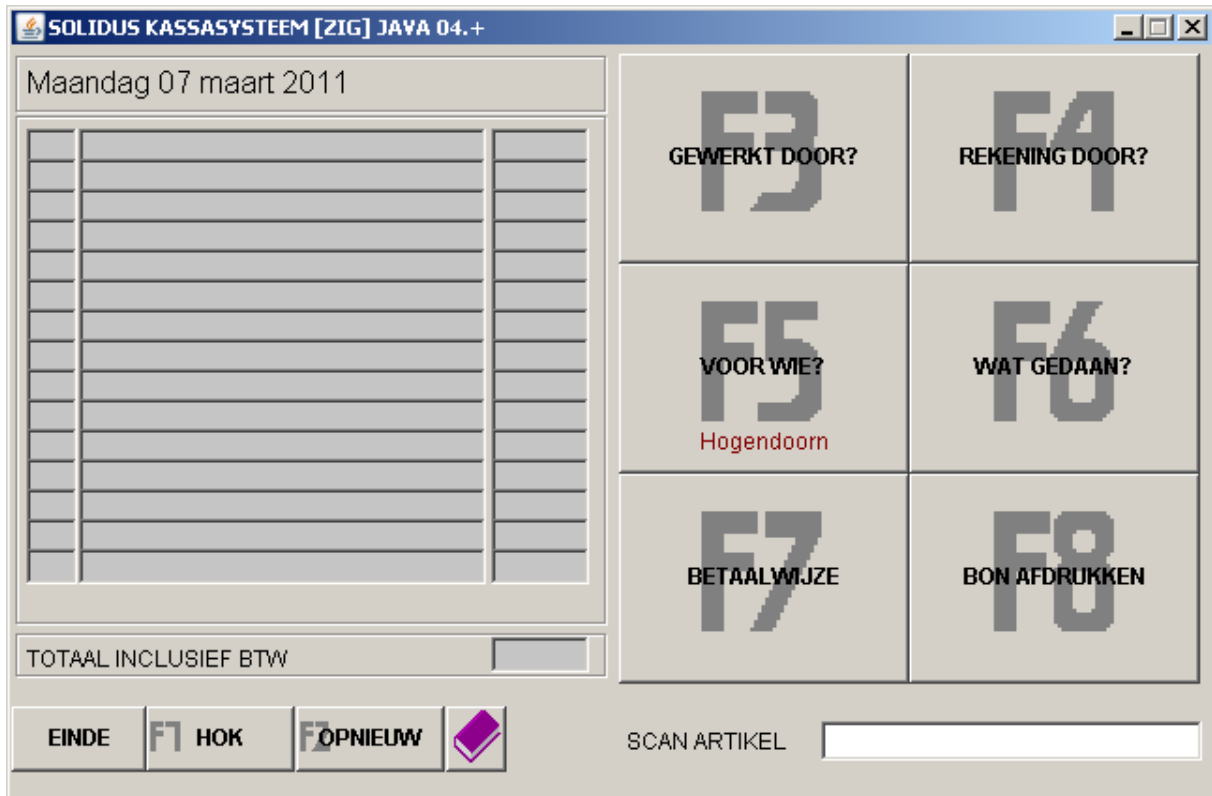 SOLIDUS KASSASYSTEEM [ZIG] JAVA 04.+
Maandag 07 maart 2011
F3
GEWERKT DOOR?
F4
REKENING DOOR?
F5
VOOR WIE?
Hogendoorn
F6
WAT GEDAAN?
F7
BETAALWIJZE
F8
BON AFDRUKKEN
TOTAAL INCLUSIEF BTW
EINDE
F1 HOK
F2 OPNIEUW
SCAN ARTIKEL